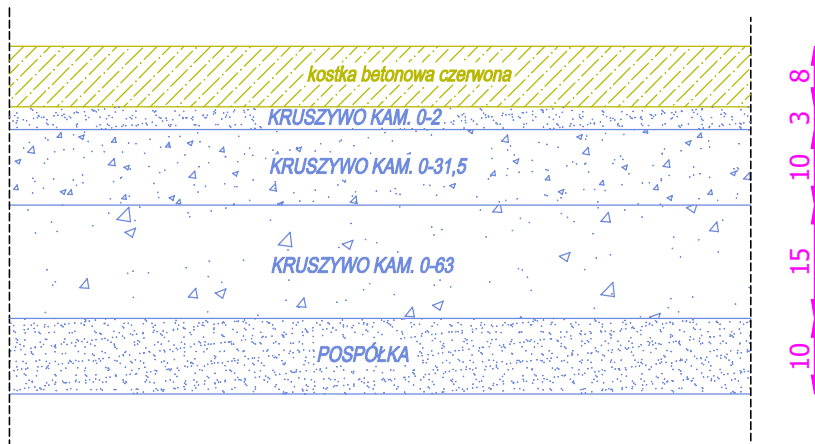 kostka betonowa czerwona
8
KRUSZYWO KAM. 0-2
3
KRUSZYWO KAM. 0-31,5
10
KRUSZYWO KAM. 0-63
15
POSPÓŁKA
10